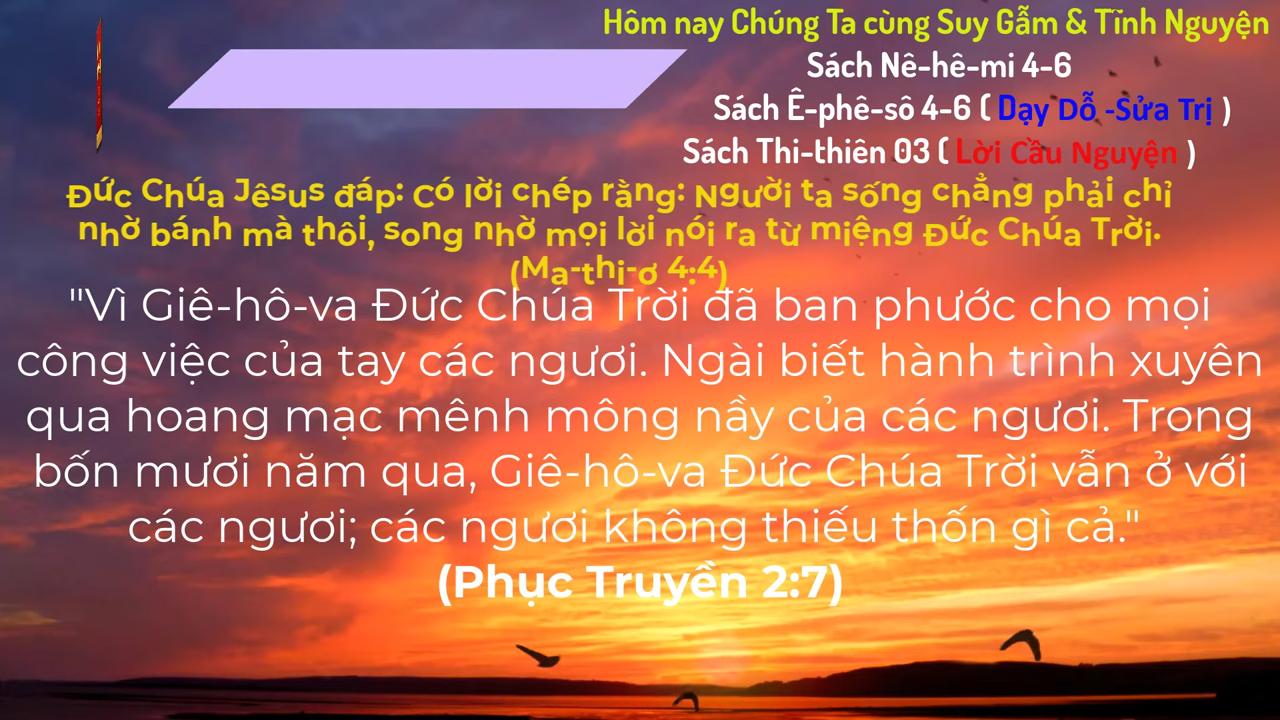 Hôm nay Chúng Ta cùng Suy Gẫm & Tĩnh Nguyện
Sách Nê-hê-mi 4-6
Sách Ê-phê-sô 4-6 ( Dạy Dỗ -Sửa Trị )
Sách Thi-thiên 03 ( Lời Cầu Nguyện )
Đức Chúa Jêsus đáp: Có lời chép rằng: Người ta sống chẳng phải chỉ
nhờ bánh mà thôi, song nhờ mọi lời nói ra từ miệng Đức Chúa Trời.
(Ma-thi-ơ 4:4)
"Vì Giê-hô-va Đức Chúa Trời đã ban phước cho mọi
công việc của tay các ngươi. Ngài biết hành trình xuyên
qua hoang mạc mênh mông nầy của các ngươi. Trong
bốn mươi năm qua, Giê-hô-va Đức Chúa Trời vẫn ở với
các ngươi; các ngươi không thiếu thốn gì cả."
(Phục Truyền 2:7)